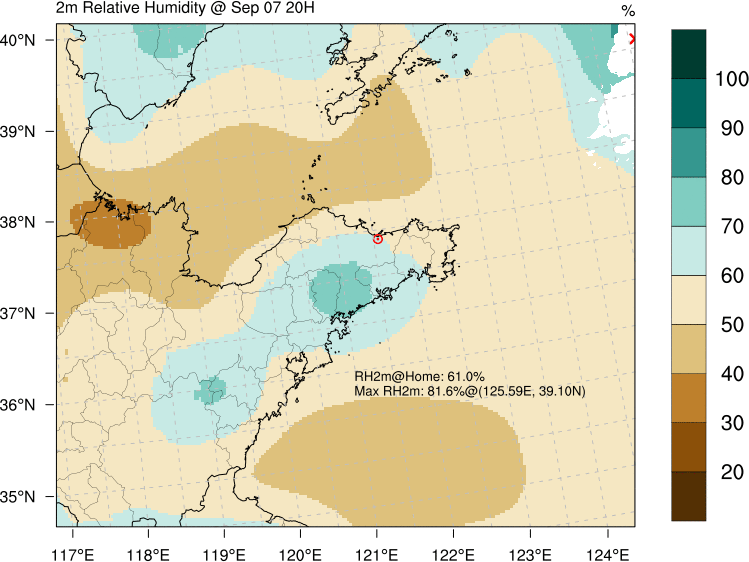 2m Relative Humidity @ Sep 07 20H
%
40°N
39°N
38°N
37°N
36°N
35°N
117°E 118°E 119°E 120°E 121°E 122°E 123°E 124°E
RH2m@Home: 61.0%
Max RH2m: 81.6%@(125.59E, 39.10N)
100
90
80
70
60
50
40
30
20